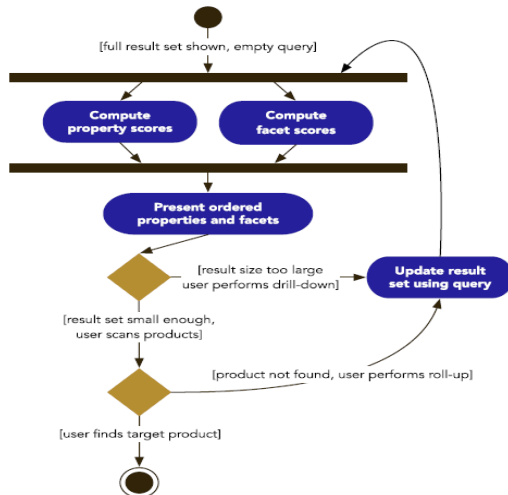 [full result set shown, empty query]
Compute
property scores
Compute
facet scores
Present ordered
properties and facets
[result size too large
user performs drill-down]
Update result
set using query
[result set small enough,
user scans products]
[product not found, user performs roll-up]
[user finds target product]